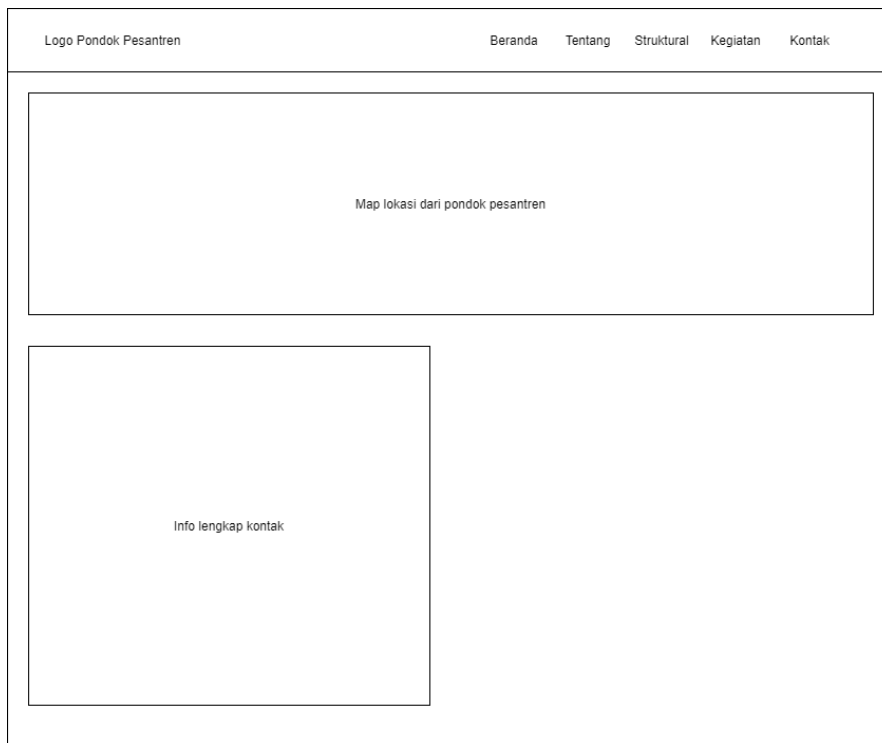 Logo Pondok Pesantren
Beranda Tentang Struktural Kegiatan Kontak
Map lokasi dari pondok pesantren
Info lengkap kontak